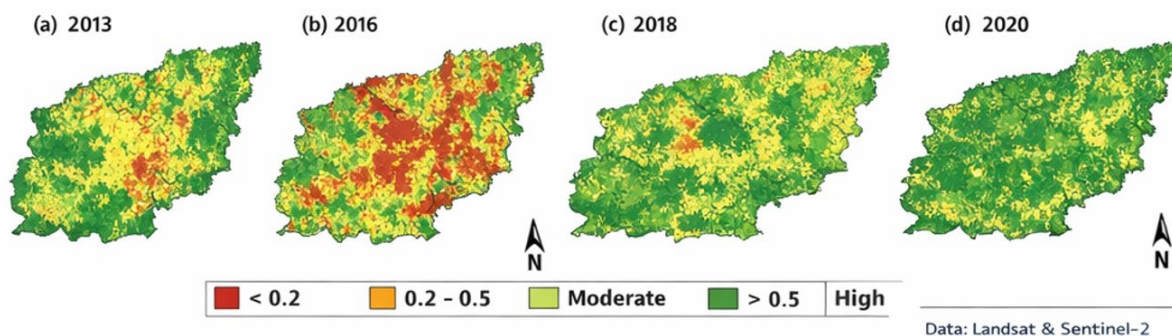 (a) 2013 (b) 2016 (c) 2018 (d) 2020
N N
< 0.2 0.2 – 0.5 Moderate > 0.5 High
Data: Landsat & Sentinel-2